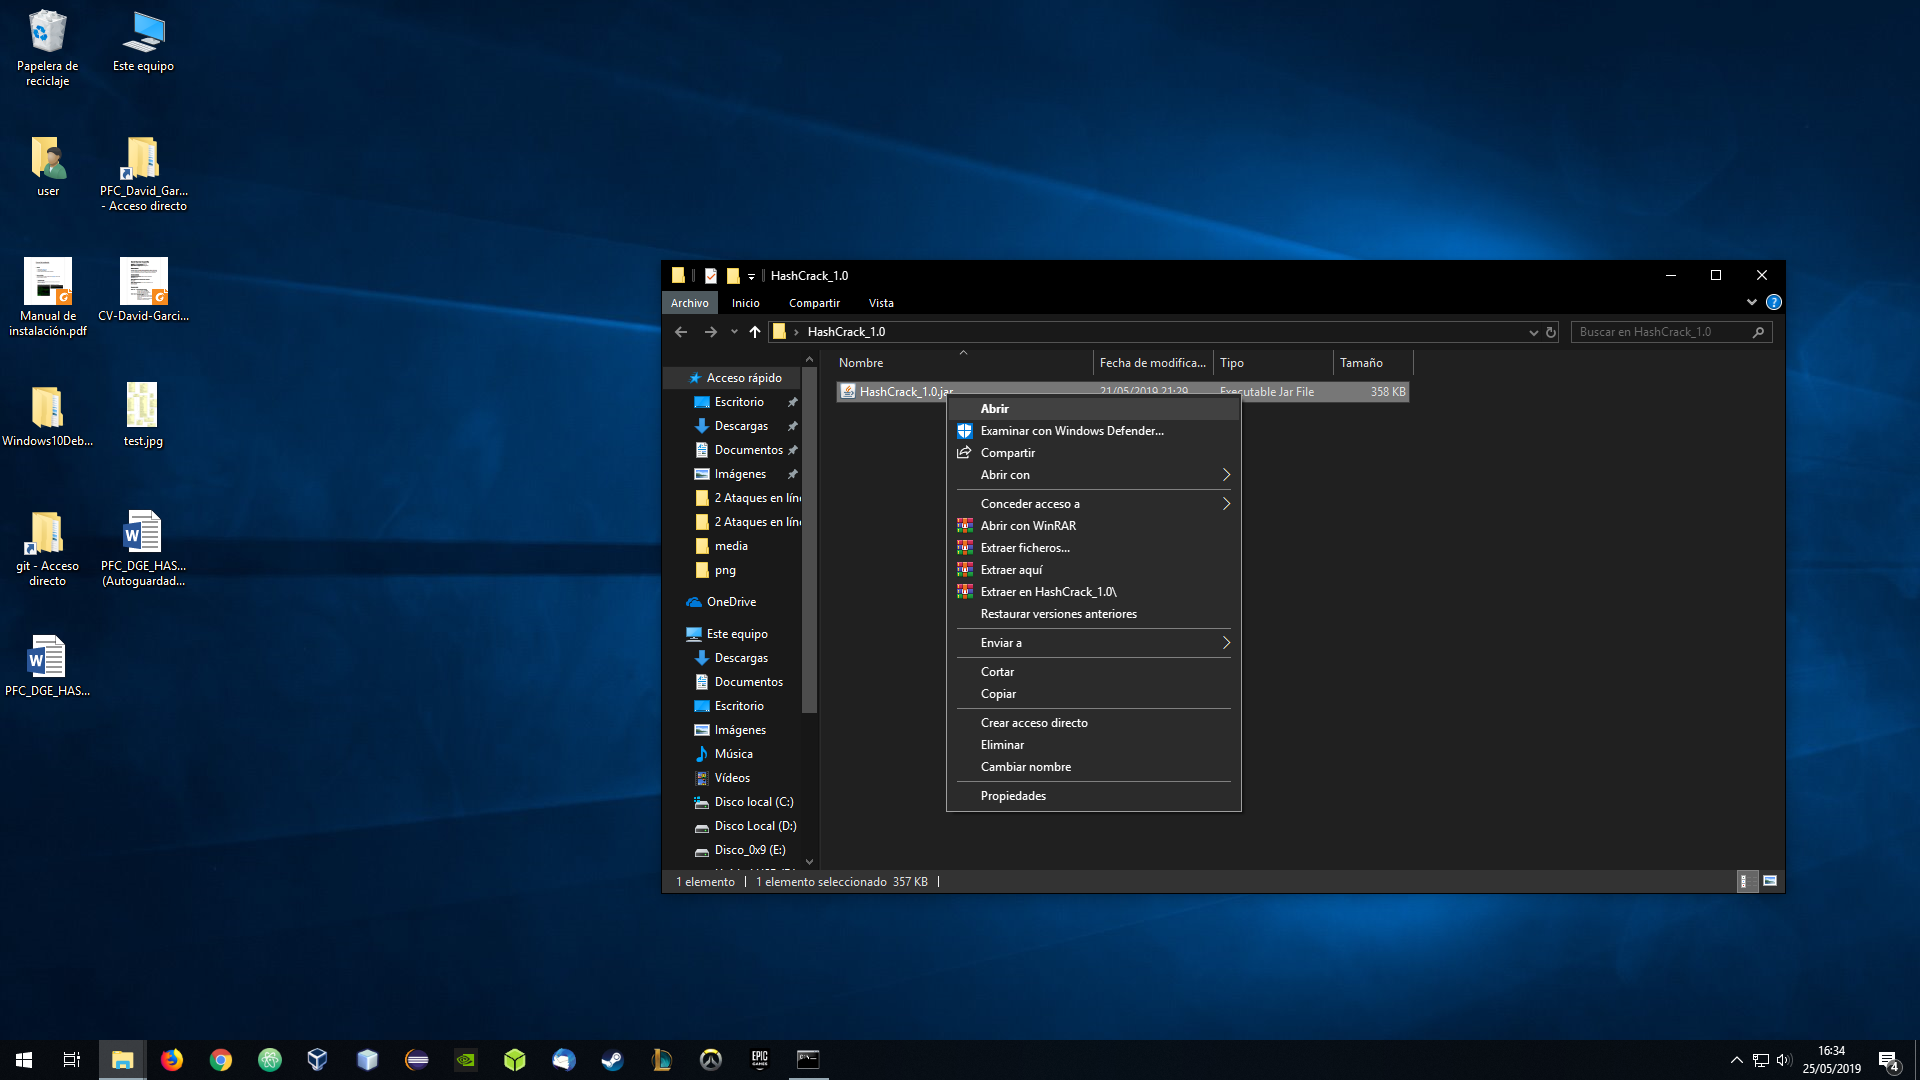 Papelera de
reciclaje
Este equipo
user
PFC_David_Gar...
- Acceso directo
Manual de
instalación.pdf
CV-David-Garci...
Windows10Deb...
test.jpg
git - Acceso
directo
PFC_DGE_HAS...
(Autoguardad...
PFC_DGE_HAS...
HashCrack_1.0
Archivo
Inicio
Compartir
Vista
HashCrack_1.0
Buscar en HashCrack_1.0
Nombre
Fecha de modifica...
Tipo
Tamaño
HashCrack_1.0.jar
21/05/2019 21:29
Executable Jar File
358 KB
Acceso rápido
Escritorio
Descargas
Documentos
Imágenes
2 Ataques en líne
2 Ataques en líne
media
png
OneDrive
Este equipo
Descargas
Documentos
Escritorio
Imágenes
Música
Vídeos
Disco local (C:)
Disco Local (D:)
Disco_0x9 (E:)
Abrir
Examinar con Windows Defender...
Compartir
Abrir con
Conceder acceso a
Abrir con WinRAR
Extraer ficheros...
Extraer aquí
Extraer en HashCrack_1.0\
Restaurar versiones anteriores
Enviar a
Cortar
Copiar
Crear acceso directo
Eliminar
Cambiar nombre
Propiedades
1 elemento
1 elemento seleccionado 357 KB
EPIC
GAMES
16:34
25/05/2019
4